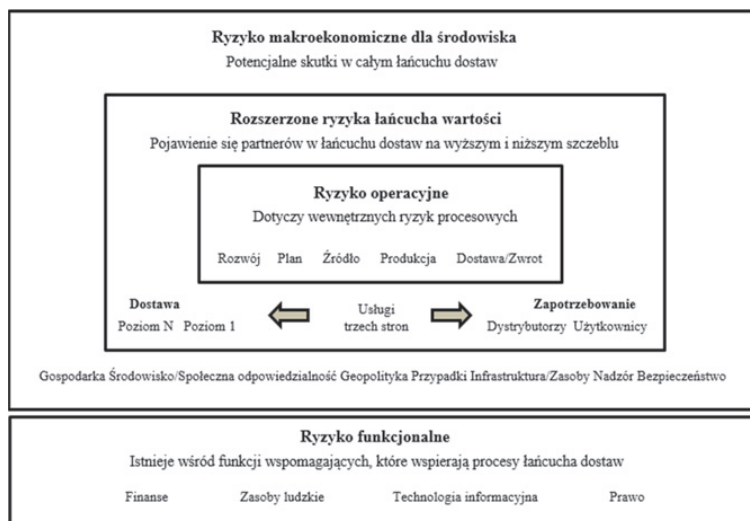 Ryzyko makroekonomiczne dla środowiska
Potencjalne skutki w całym łańcuchu dostaw
Rozszerzone ryzyka łańcucha wartości
Pojawienie się partnerów w łańcuchu dostaw na wyższym i niższym szczeblu
Ryzyko operacyjne
Dotyczy wewnętrznych ryzyk procesowych
Rozwój Plan Źródło Produkcja Dostawa/Zwrot
Dostawa
Poziom N Poziom 1
Usługi
trzech stron
Zapotrzebowanie
Dystrybutorzy Użytkownicy
Gospodarka Środowisko/Społeczna odpowiedzialność Geopolityka Przypadki Infrastruktura/Zasoby Nadzór Bezpieczeństwo
Ryzyko funkcjonalne
Istnieje wśród funkcji wspomagających, które wspierają procesy łańcucha dostaw
Finanse Zasoby ludzkie Technologia informacyjna Prawo